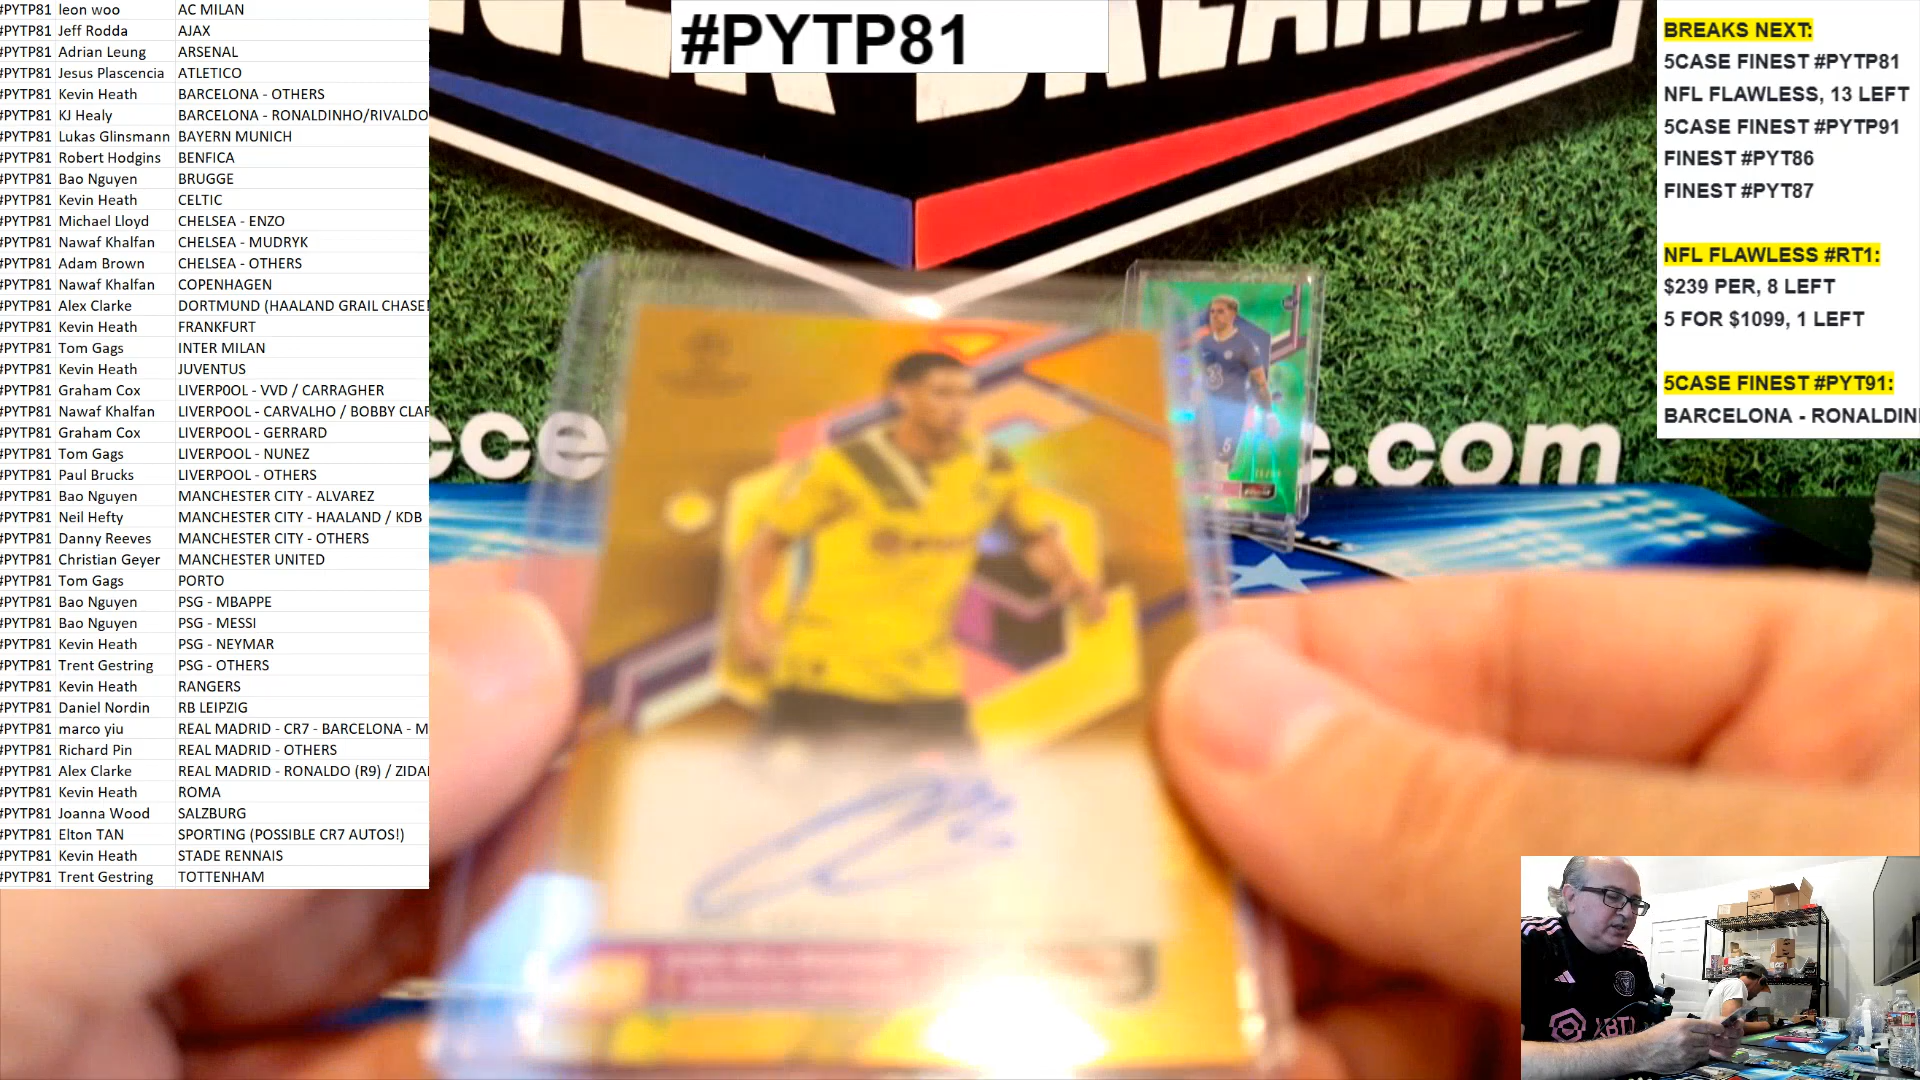 #PYTP81 leon woo AC MILAN
#PYTP81 Jeff Rodda AJAX
#PYTP81 Adrian Leung ARSENAL
#PYTP81 Jesus Plascencia ATLETICO
#PYTP81 Kevin Heath BARCELONA - OTHERS
#PYTP81 KJ Healy BARCELONA - RONALDINHO/RIVALDO
#PYTP81 Lukas Glinsmann BAYERN MUNICH
#PYTP81 Robert Hodgins BENFICA
#PYTP81 Bao Nguyen BRUGGE
#PYTP81 Kevin Heath CELTIC
#PYTP81 Michael Lloyd CHELSEA - ENZO
#PYTP81 Nawaf Khalfan CHELSEA - MUDRYK
#PYTP81 Adam Brown CHELSEA - OTHERS
#PYTP81 Nawaf Khalfan COPENHAGEN
#PYTP81 Alex Clarke DORTMUND (HAALAND GRAIL CHASE!
#PYTP81 Kevin Heath FRANKFURT
#PYTP81 Tom Gags INTER MILAN
#PYTP81 Kevin Heath JUVENTUS
#PYTP81 Graham Cox LIVERP0OL - VVD / CARRAGHER
#PYTP81 Nawaf Khalfan LIVERPOOL - CARVALHO / BOBBY CLAR
#PYTP81 Graham Cox LIVERPOOL - GERRARD
#PYTP81 Tom Gags LIVERPOOL - NUNEZ
#PYTP81 Paul Brucks LIVERPOOL - OTHERS
#PYTP81 Bao Nguyen MANCHESTER CITY - ALVAREZ
#PYTP81 Neil Hefty MANCHESTER CITY - HAALAND / KDB
#PYTP81 Danny Reeves MANCHESTER CITY - OTHERS
#PYTP81 Christian Geyer MANCHESTER UNITED
#PYTP81 Tom Gags PORTO
#PYTP81 Bao Nguyen PSG - MBAPPE
#PYTP81 Bao Nguyen PSG - MESSI
#PYTP81 Kevin Heath PSG - NEYMAR
#PYTP81 Trent Gestring PSG - OTHERS
#PYTP81 Kevin Heath RANGERS
#PYTP81 Daniel Nordin RB LEIPZIG
#PYTP81 marco yiu REAL MADRID - CR7 - BARCELONA - M
#PYTP81 Richard Pin REAL MADRID - OTHERS
#PYTP81 Alex Clarke REAL MADRID - RONALDO (R9) / ZIDA
#PYTP81 Kevin Heath ROMA
#PYTP81 Joanna Wood SALZBURG
#PYTP81 Elton TAN SPORTING (POSSIBLE CR7 AUTOS!)
#PYTP81 Kevin Heath STADE RENNAIS
#PYTP81 Trent Gestring TOTTENHAM
#PYTP81
BREAKS NEXT:
5CASE FINEST #PYTP81
NFL FLAWLESS, 13 LEFT
5CASE FINEST #PYTP91
FINEST #PYT86
FINEST #PYT87
NFL FLAWLESS #RT1:
$239 PER, 8 LEFT
5 FOR $1099, 1 LEFT
5CASE FINEST #PYT91:
BARCELONA - RONALDIN
c.com